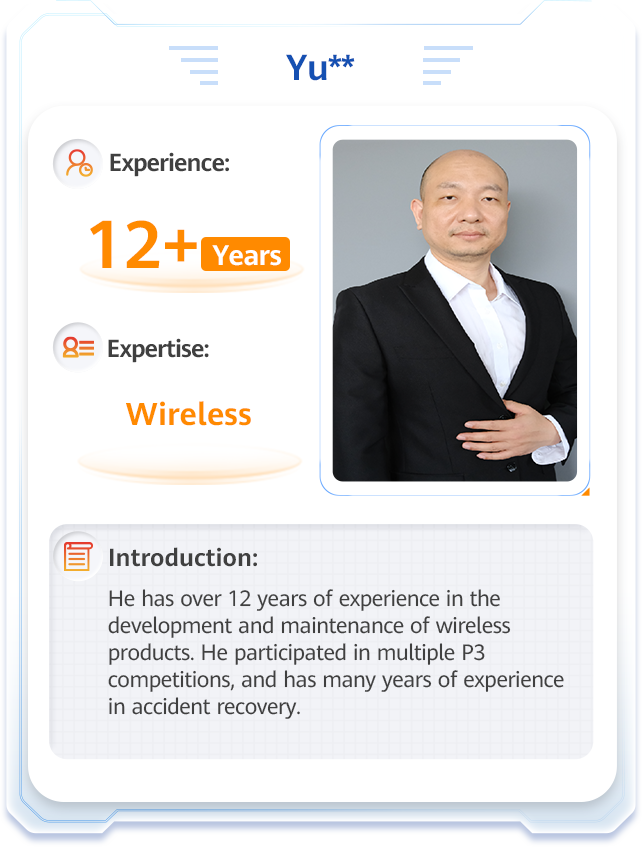 Yu**
Experience:
12+ Years
Expertise:
Wireless
Introduction:
He has over 12 years of experience in the
development and maintenance of wireless
products. He participated in multiple P3
competitions, and has many years of experience
in accident recovery.